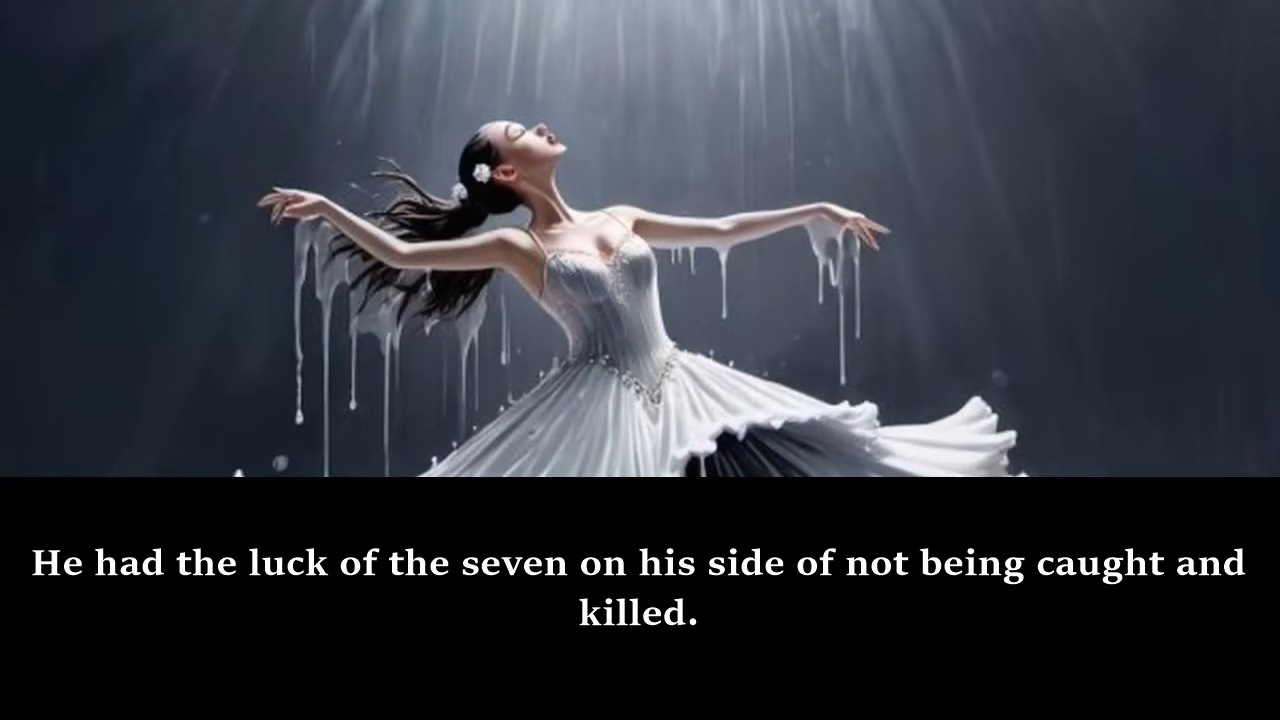 He had the luck of the seven on his side of not being caught and
killed.